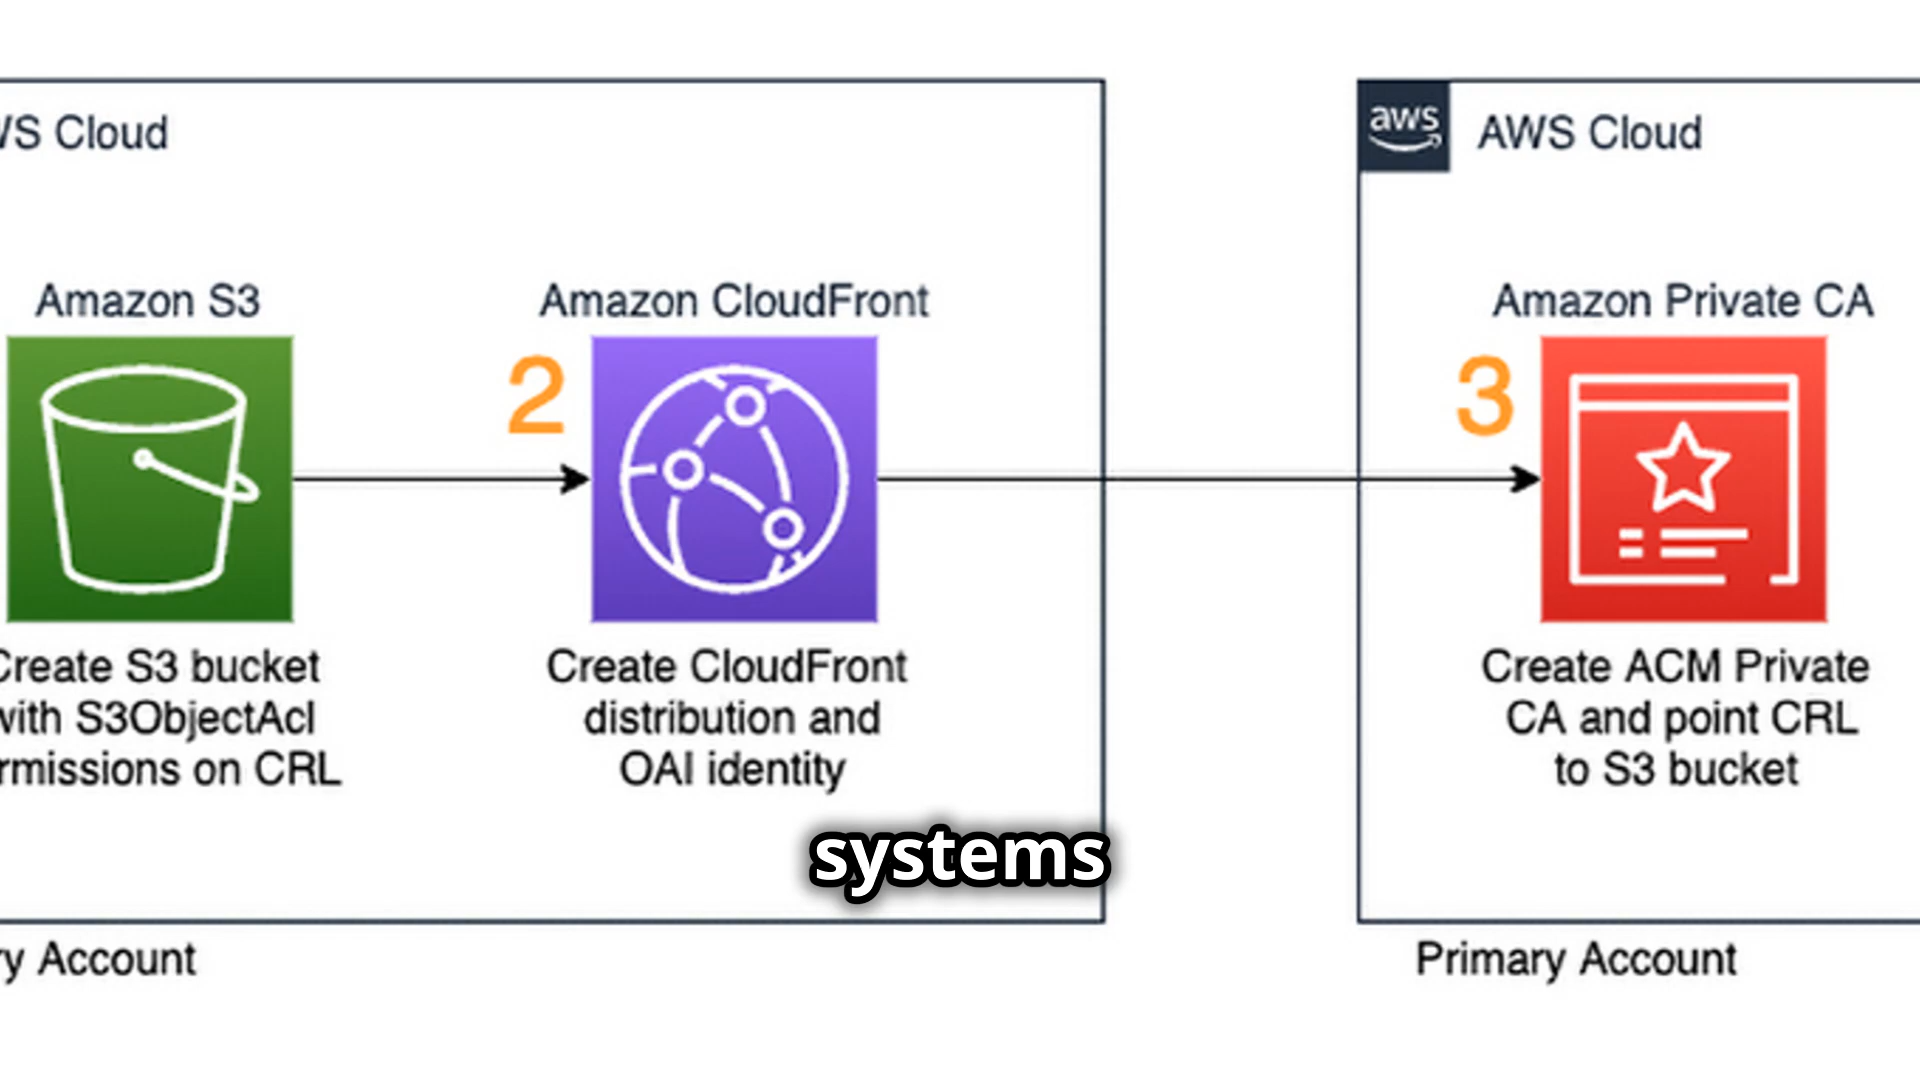 WS Cloud
aws
AWS Cloud
Amazon S3
Amazon CloudFront
Amazon Private CA
2
3
Create S3 bucket
with S3ObjectAcl
rmissions on CRL
Create CloudFront
distribution and
OAI identity
Create ACM Private
CA and point CRL
to S3 bucket
systems
ry Account
Primary Account